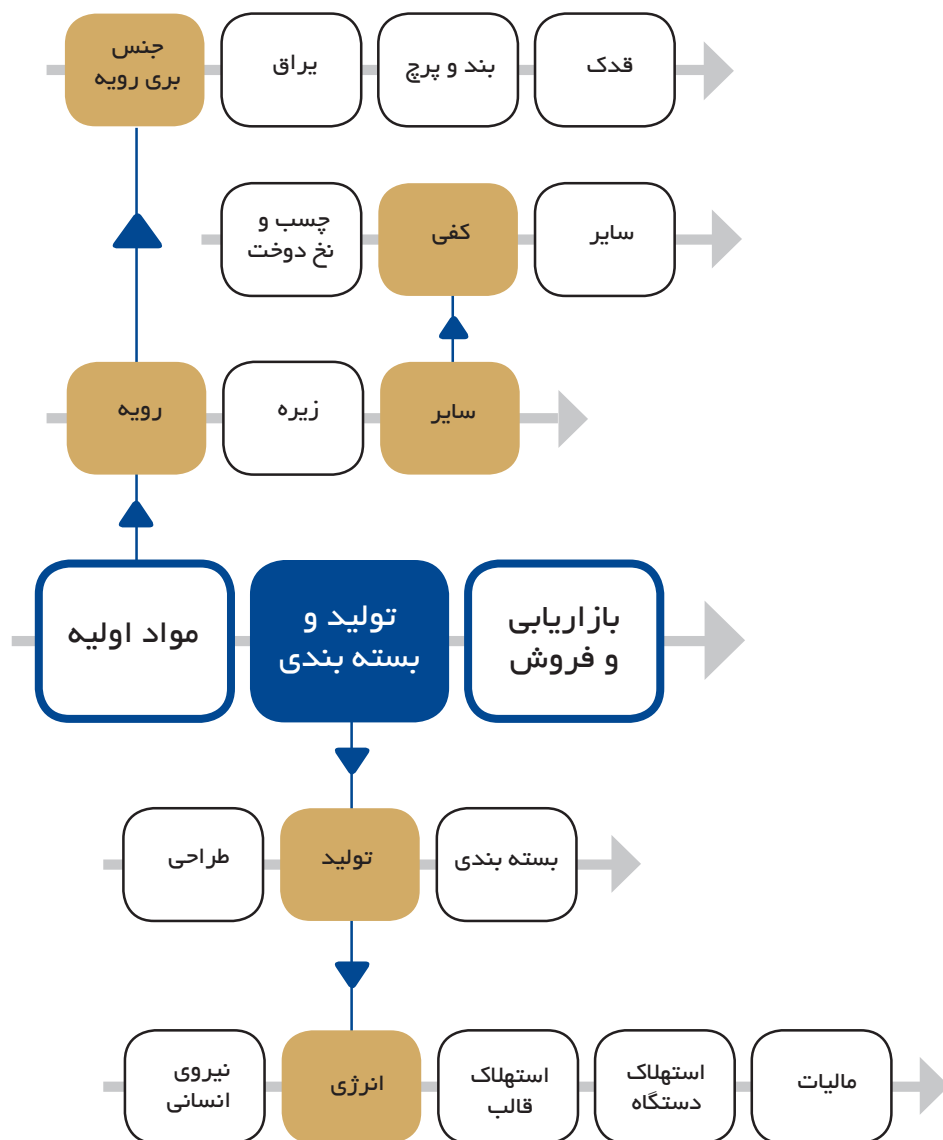 جنس
بری رویه
یراق
بند و پرچ
قدک
چسب و
نخ دوخت
کفی
سایر
رویه
زیره
سایر
مواد اولیه
تولید و
بسته بندی
بازاریابی
و فروش
طراحی
تولید
بسته بندی
نیروی
انسانی
انرژی
استهلاک
قالب
استهلاک
دستگاه
مالیات